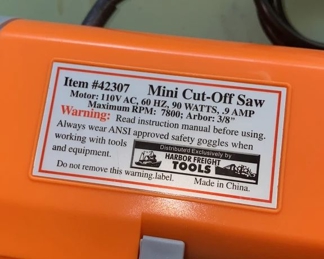 Item #42307 Mini Cut-Off Saw
Motor: 110V AC, 60 HZ, 90 WATTS, .9 AMP
Maximum RPM: 7800; Arbor: 3/8"
Warning: Read instruction manual before using.
Always wear ANSI approved safety goggles when
working with tools
and equipment.
Do not remove this warning label.
Distributed Exclusively by
HARBOR FREIGHT
TOOLS
Made in China.